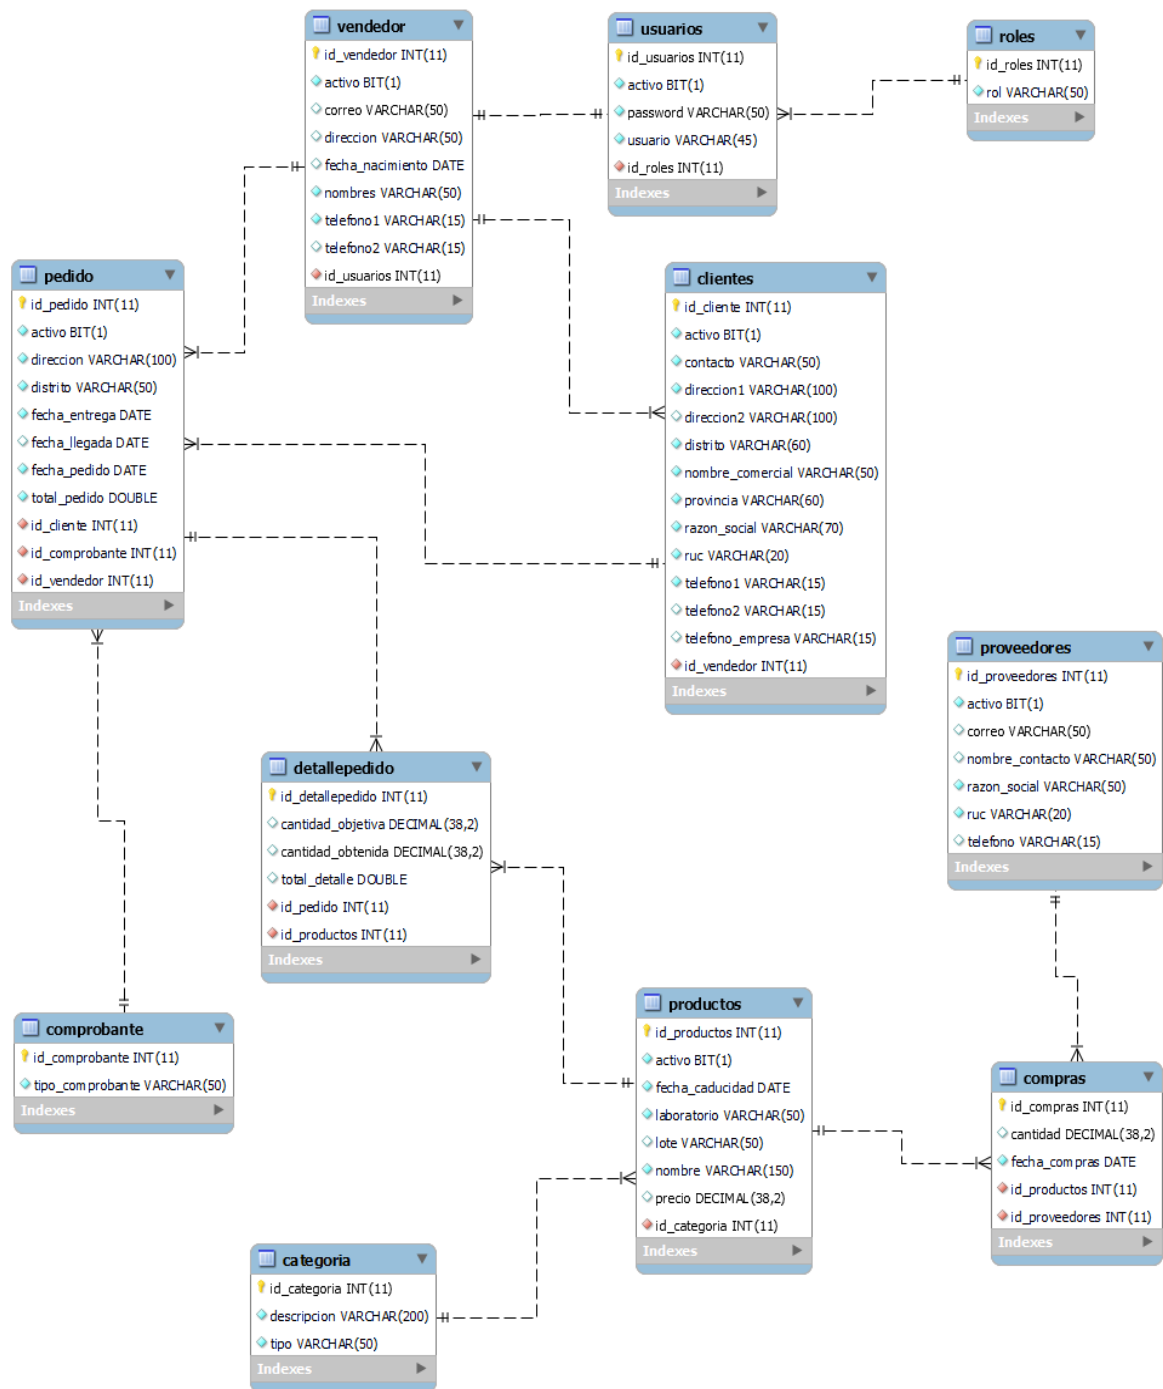 vendedor
id_vendedor INT(11)
activo BIT(1)
correo VARCHAR(50)
direccion VARCHAR(50)
fecha_nacimiento DATE
nombres VARCHAR(50)
telefono1 VARCHAR(15)
telefono2 VARCHAR(15)
id_usuarios INT(11)
Indexes
usuarios
id_usuarios INT(11)
activo BIT(1)
password VARCHAR(50)
usuario VARCHAR(45)
id_roles INT(11)
Indexes
roles
id_roles INT(11)
rol VARCHAR(50)
Indexes
pedido
id_pedido INT(11)
activo BIT(1)
direccion VARCHAR(100)
distrito VARCHAR(50)
fecha_entrega DATE
fecha_llegada DATE
fecha_pedido DATE
total_pedido DOUBLE
id_cliente INT(11)
id_comprobante INT(11)
id_vendedor INT(11)
Indexes
clientes
id_cliente INT(11)
activo BIT(1)
contacto VARCHAR(50)
direccion1 VARCHAR(100)
direccion2 VARCHAR(100)
distrito VARCHAR(60)
nombre_comercial VARCHAR(50)
provincia VARCHAR(60)
razon_social VARCHAR(70)
ruc VARCHAR(20)
telefono1 VARCHAR(15)
telefono2 VARCHAR(15)
telefono_empresa VARCHAR(15)
id_vendedor INT(11)
Indexes
proveedores
id_proveedores INT(11)
activo BIT(1)
correo VARCHAR(50)
nombre_contacto VARCHAR(50)
razon_social VARCHAR(50)
ruc VARCHAR(20)
telefono VARCHAR(15)
Indexes
detallepedido
id_detallepedido INT(11)
cantidad_objetiva DECIMAL(38,2)
cantidad_obtenida DECIMAL(38,2)
total_detalle DOUBLE
id_pedido INT(11)
id_productos INT(11)
Indexes
comprobante
id_comprobante INT(11)
tipo_comprobante VARCHAR(50)
Indexes
productos
id_productos INT(11)
activo BIT(1)
fecha_caducidad DATE
laboratorio VARCHAR(50)
lote VARCHAR(50)
nombre VARCHAR(150)
precio DECIMAL(38,2)
id_categoria INT(11)
Indexes
compras
id_compras INT(11)
cantidad DECIMAL(38,2)
fecha_compras DATE
id_productos INT(11)
id_proveedores INT(11)
Indexes
categoria
id_categoria INT(11)
descripcion VARCHAR(200)
tipo VARCHAR(50)
Indexes